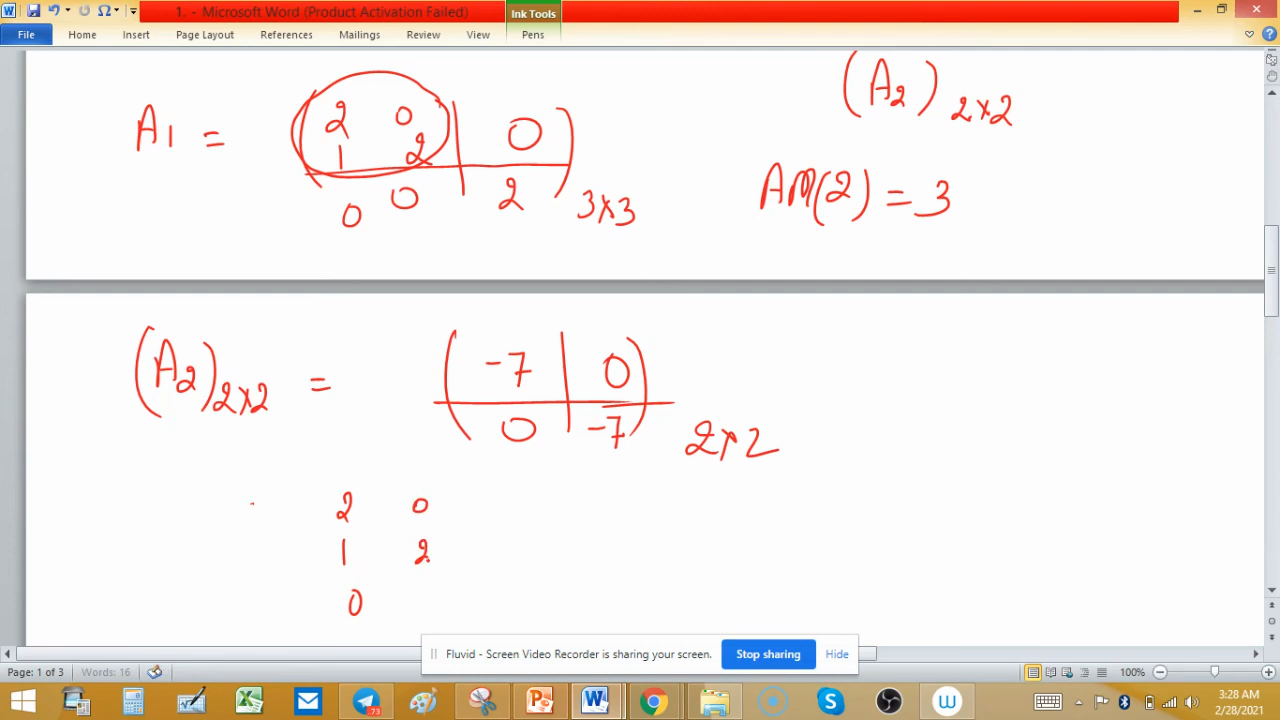 1. - Microsoft Word (Product Activation Failed)
Ink Tools
File Home Insert Page Layout References Mailings Review View Pens
A1 = ( 2 0 | 0
1 2
0 0 | 2 ) 3x3
(A2) 2x2
AM(2) = 3
(A2) 2x2 = ( -7 | 0
0 | -7 ) 2x2
2 0
1 2
0
Fluvid - Screen Video Recorder is sharing your screen. Stop sharing Hide
Page: 1 of 3 Words: 16 100%
73
3:28 AM
2/28/2021